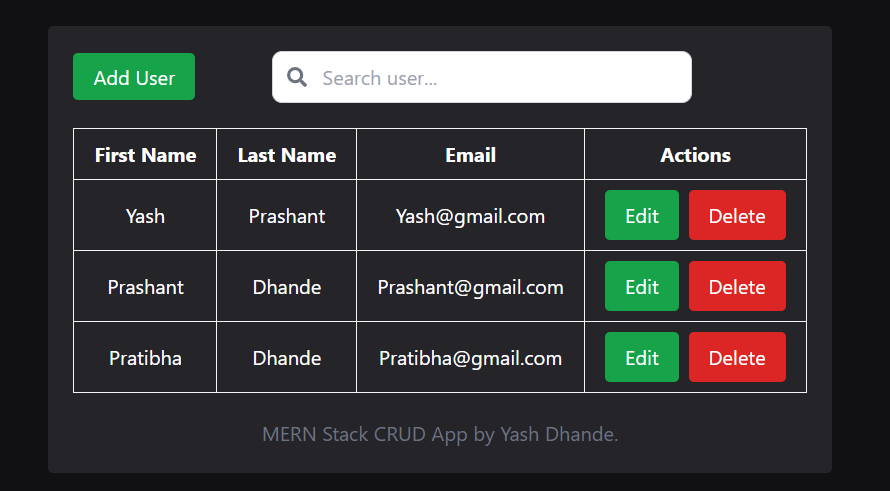 Add User Search user...
First Name Last Name Email Actions
Yash Prashant Yash@gmail.com Edit Delete
Prashant Dhande Prashant@gmail.com Edit Delete
Pratibha Dhande Pratibha@gmail.com Edit Delete
MERN Stack CRUD App by Yash Dhande.